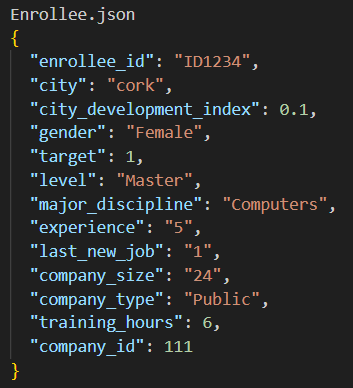 Enrollee.json
{
  "enrollee_id": "ID1234",
  "city": "cork",
  "city_development_index": 0.1,
  "gender": "Female",
  "target": 1,
  "level": "Master",
  "major_discipline": "Computers",
  "experience": "5",
  "last_new_job": "1",
  "company_size": "24",
  "company_type": "Public",
  "training_hours": 6,
  "company_id": 111
}